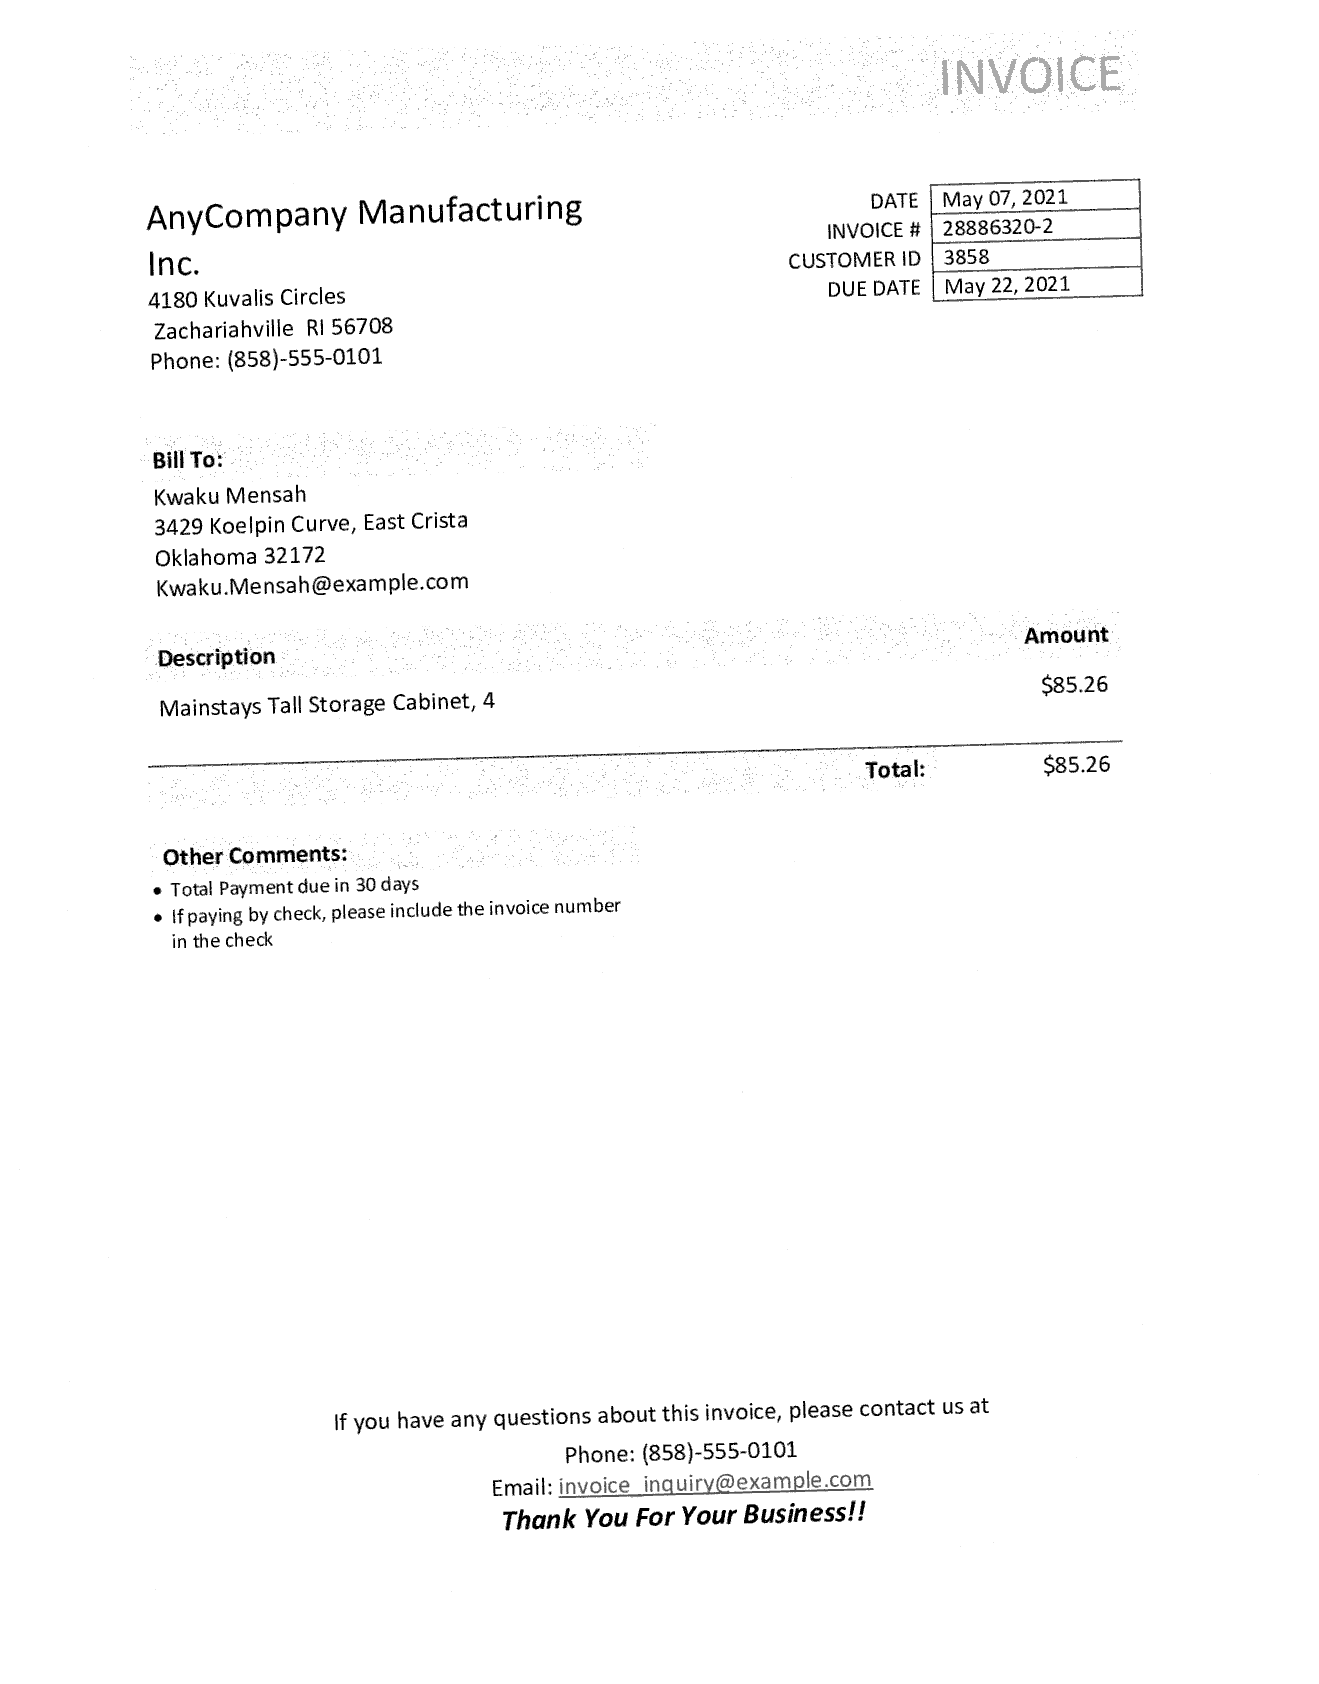 INVOICE
AnyCompany Manufacturing
Inc.
4180 Kuvalis Circles
Zachariahville RI 56708
Phone: (858)-555-0101
DATE May 07, 2021
INVOICE # 28886320-2
CUSTOMER ID 3858
DUE DATE May 22, 2021
Bill To:
Kwaku Mensah
3429 Koelpin Curve, East Crista
Oklahoma 32172
Kwaku.Mensah@example.com
Description Amount
Mainstays Tall Storage Cabinet, 4 $85.26
Total: $85.26
Other Comments:
• Total Payment due in 30 days
• If paying by check, please include the invoice number
in the check
If you have any questions about this invoice, please contact us at
Phone: (858)-555-0101
Email: invoice_inquiry@example.com
Thank You For Your Business!!